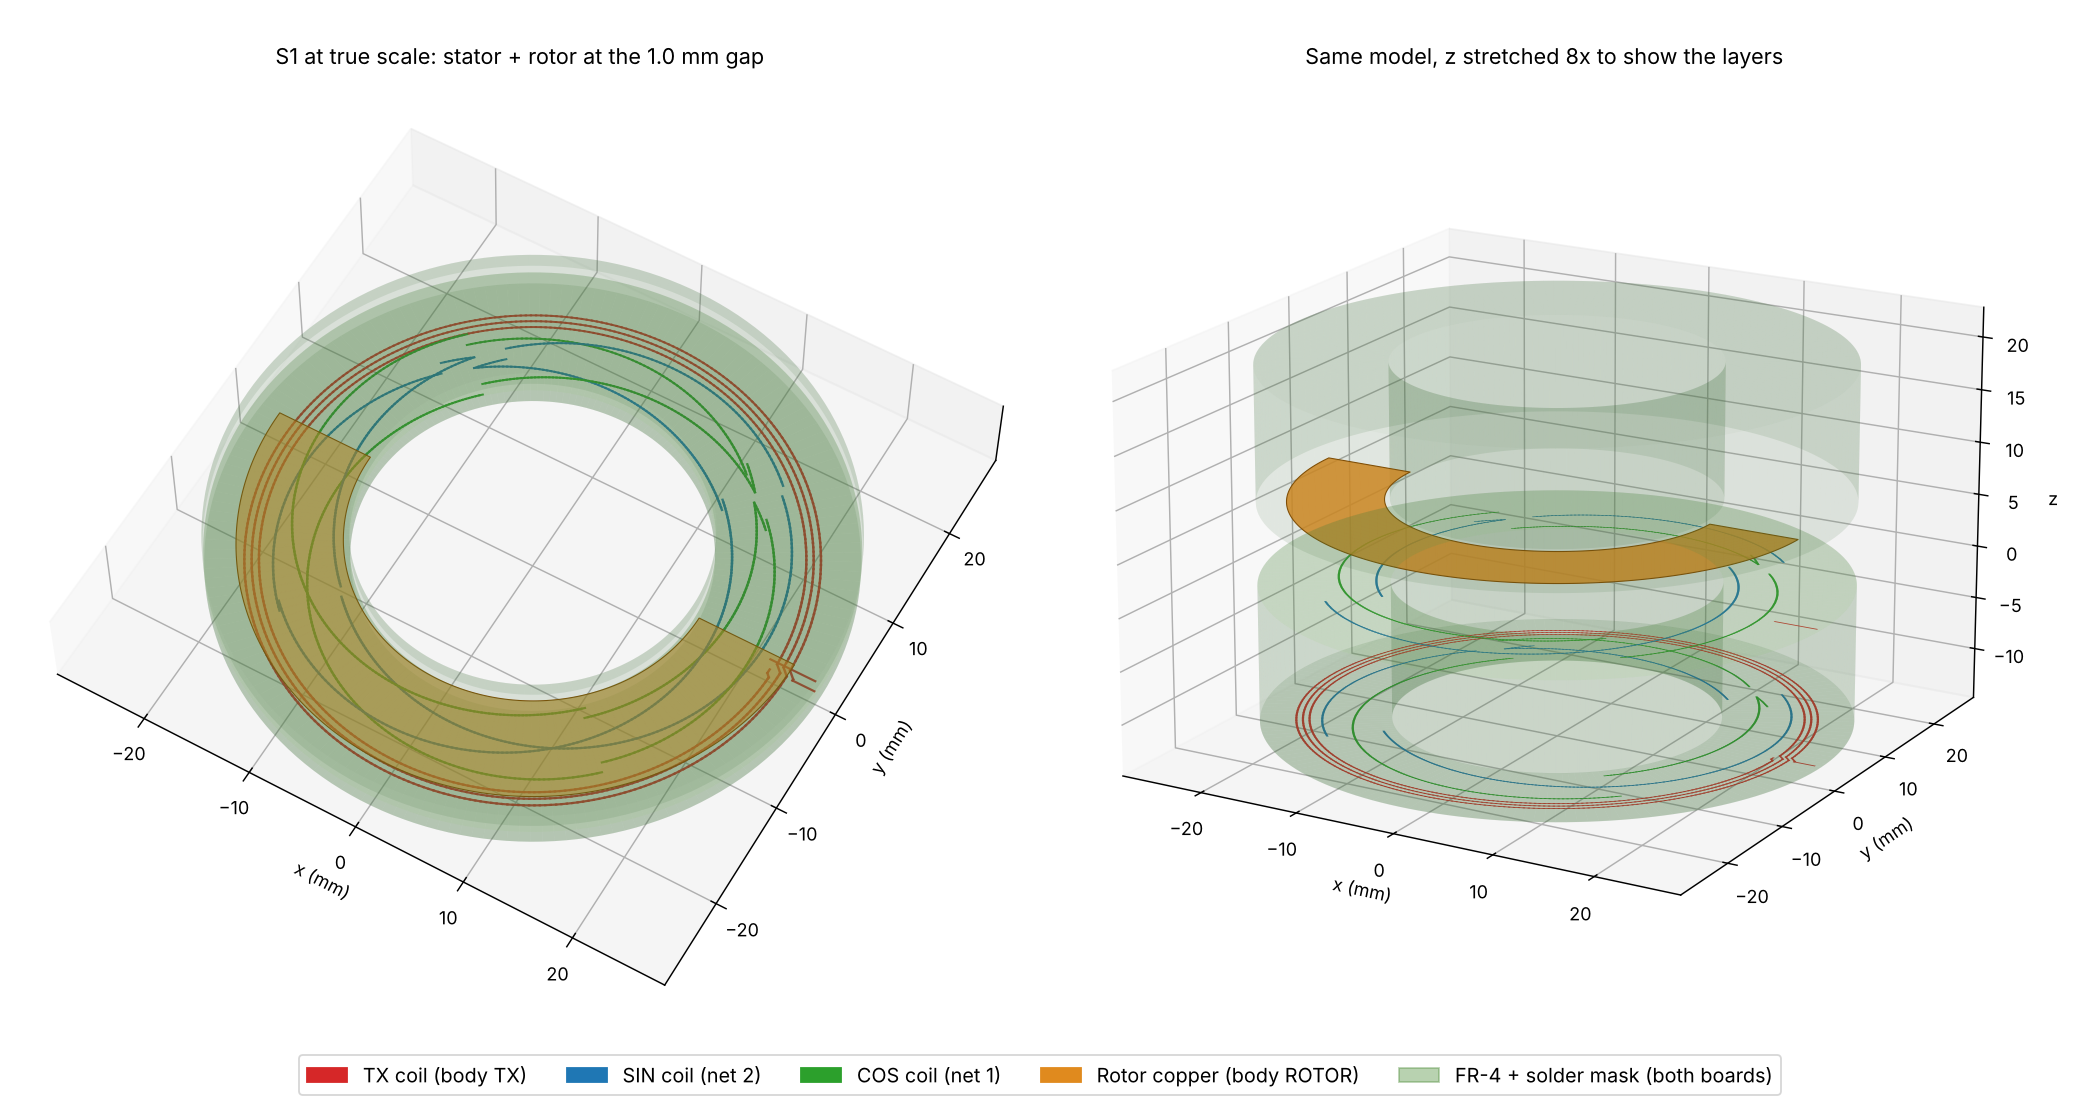 S1 at true scale: stator + rotor at the 1.0 mm gap
−20
−10
0
10
20
x (mm)
20
10
0
−10
−20
y (mm)
Same model, z stretched 8x to show the layers
20
15
10
5
0
−5
−10
z
−20
−10
0
10
20
x (mm)
20
10
0
−10
−20
y (mm)
TX coil (body TX)
SIN coil (net 2)
COS coil (net 1)
Rotor copper (body ROTOR)
FR-4 + solder mask (both boards)